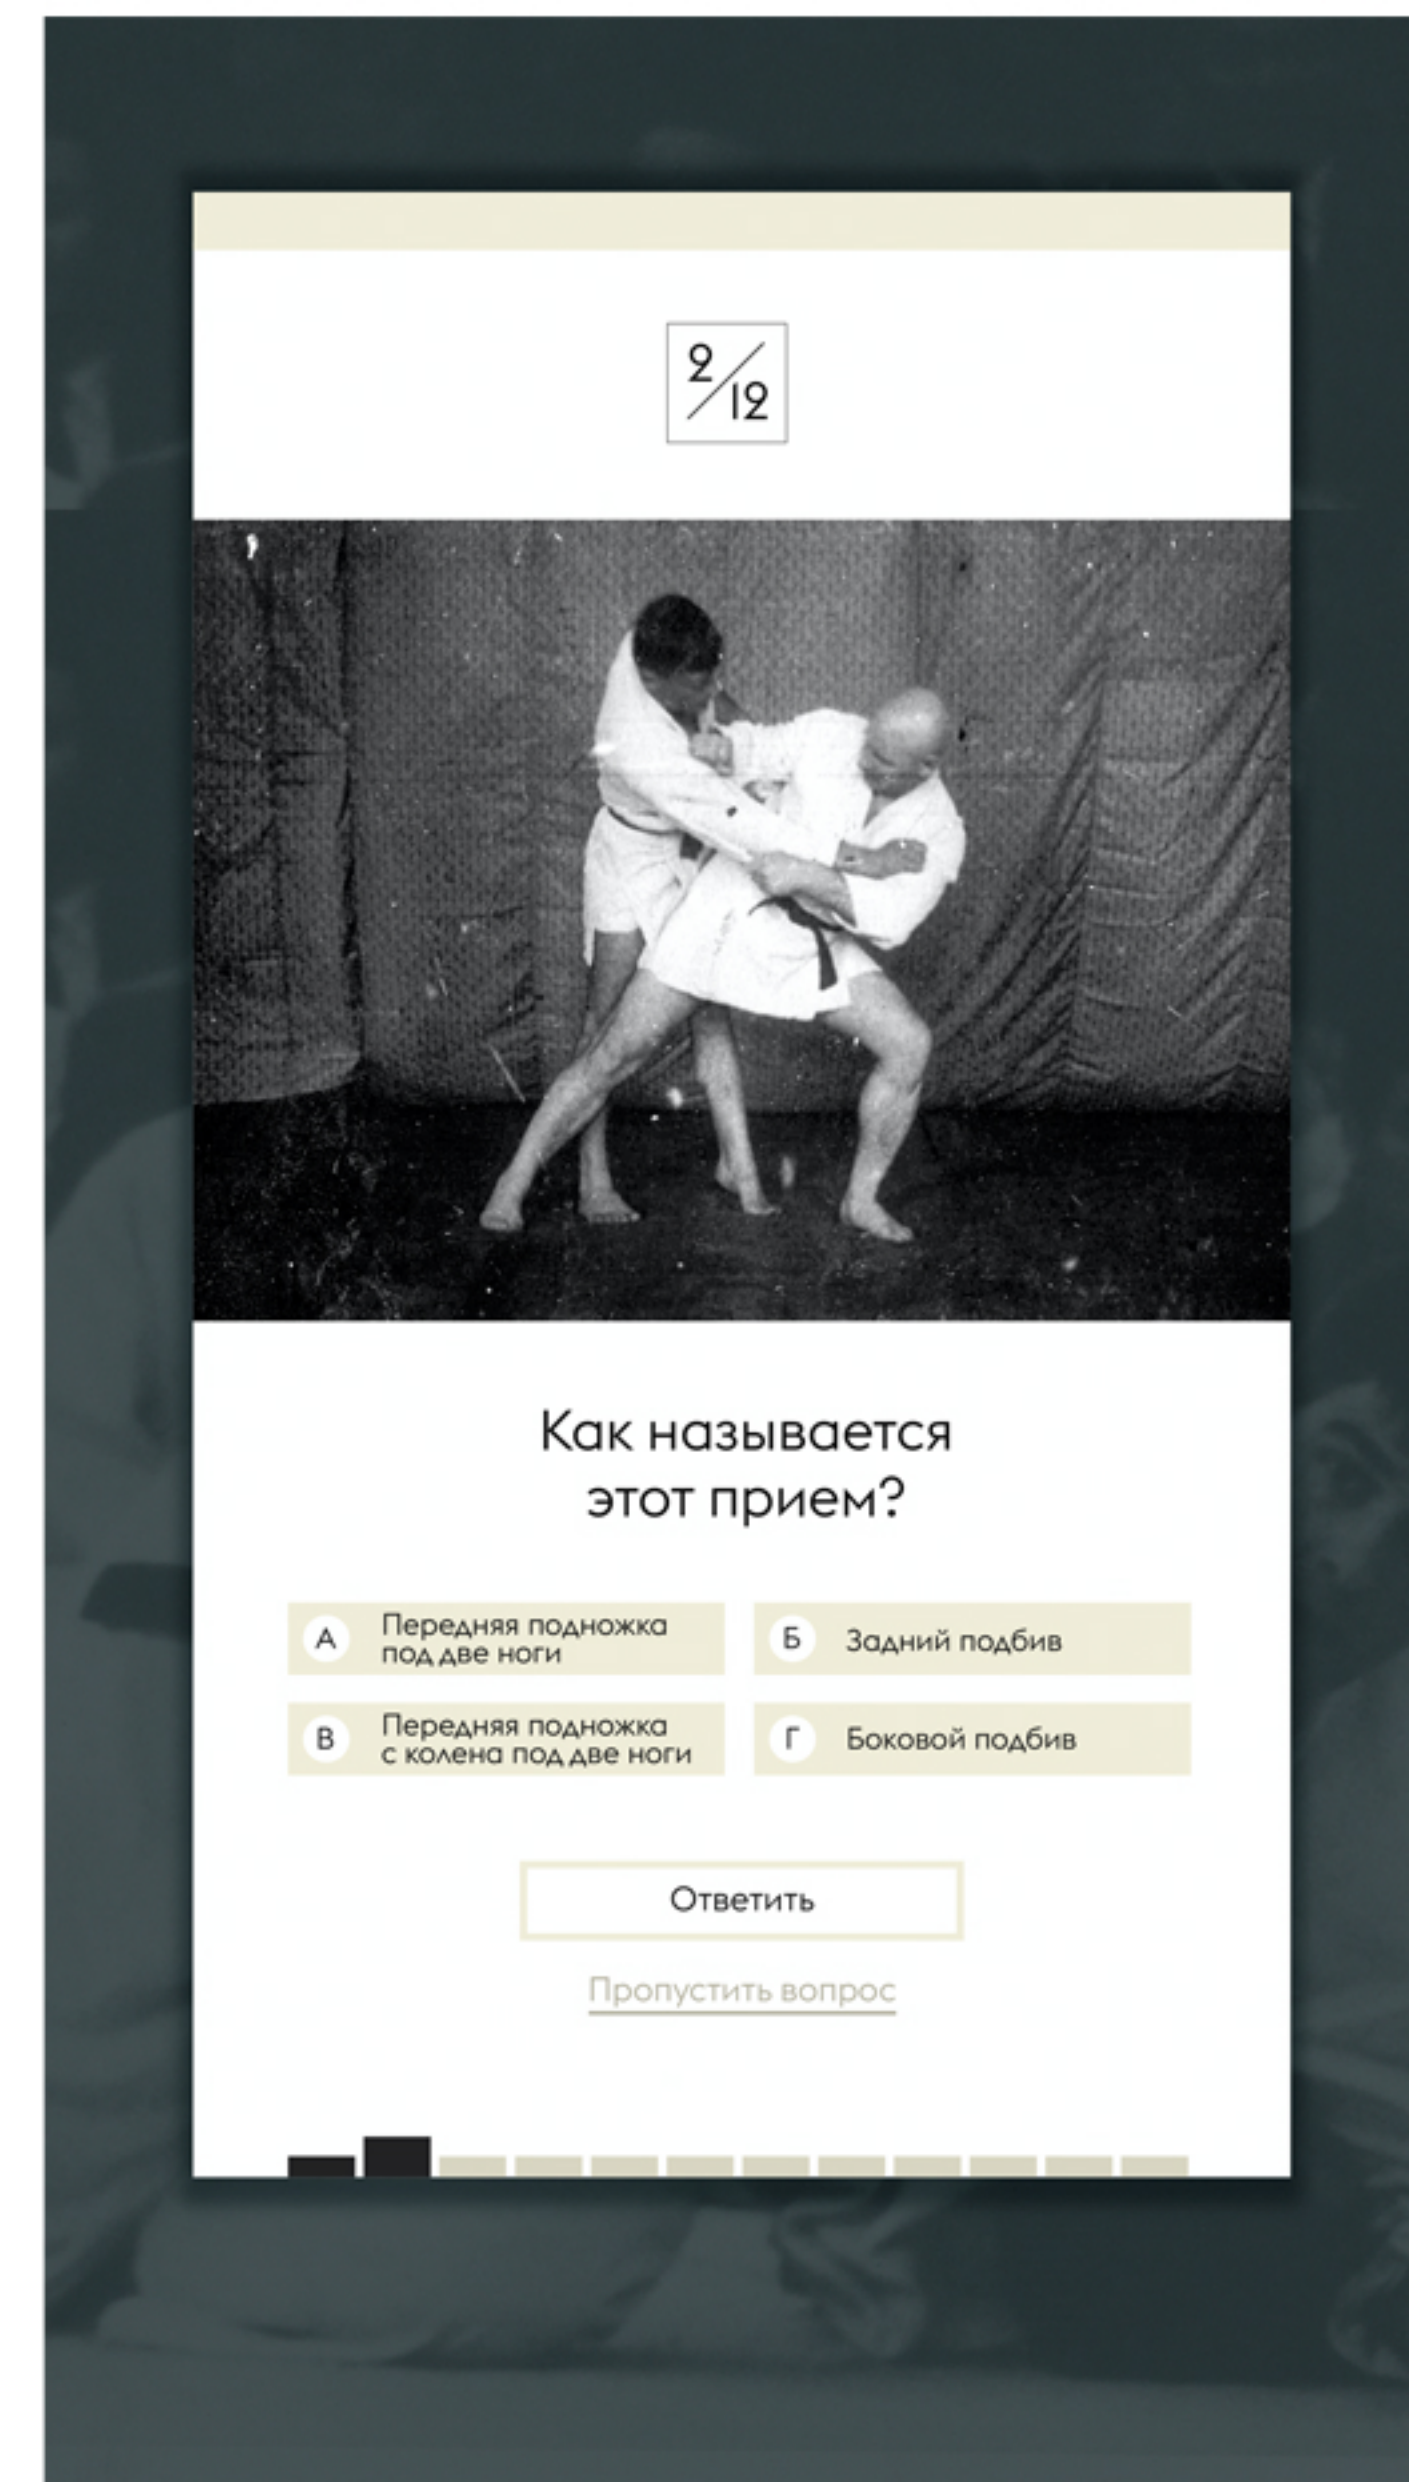 2/12
Как называется
этот прием?
А Передняя подножка
под две ноги
Б Задний подбив
В Передняя подножка
с колена под две ноги
Г Боковой подбив
Ответить
Пропустить вопрос